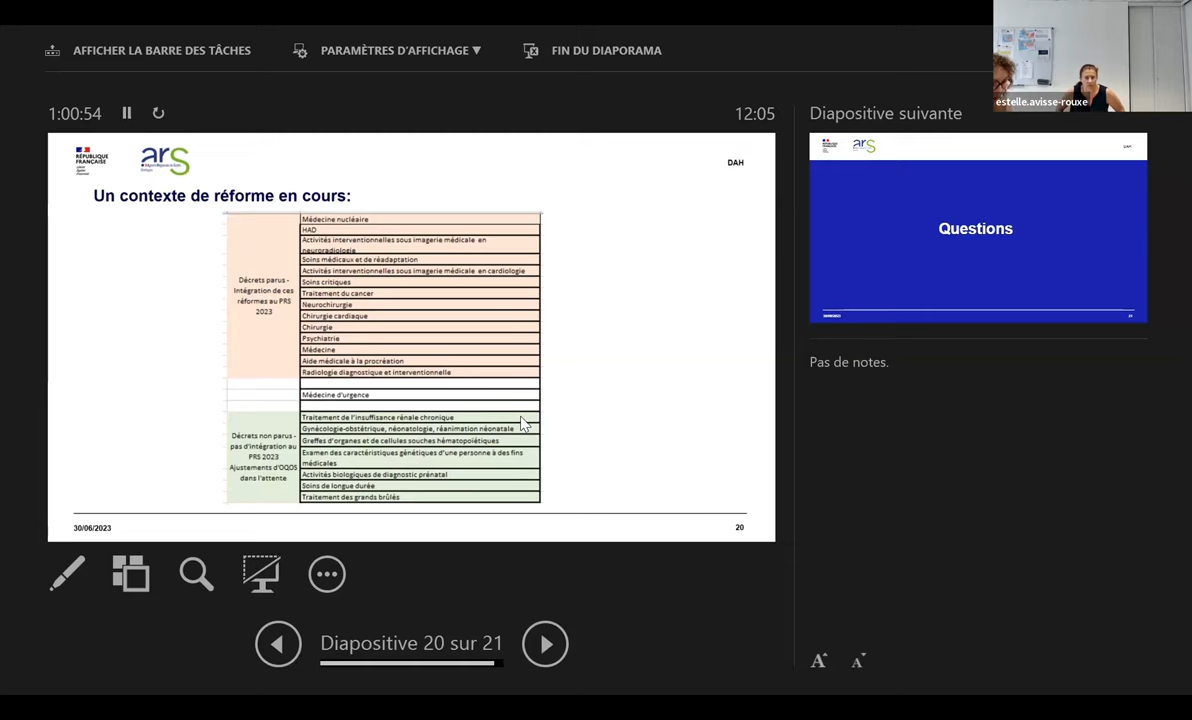 AFFICHER LA BARRE DES TÂCHES
PARAMÈTRES D'AFFICHAGE ▼
FIN DU DIAPORAMA
estelle.avisse-rouxe
1:00:54
12:05
Diapositive suivante
RÉPUBLIQUE
FRANÇAISE
ars
DAH
Un contexte de réforme en cours:
Décrets parus -
Intégration de ces
réformes au PRS
2023
Médecine nucléaire
HAD
Activités interventionnelles sous imagerie médicale en
neuroradiologie
Soins médicaux et de réadaptation
Activités interventionnelles sous imagerie médicale en cardiologie
Soins critiques
Traitement du cancer
Neurochirurgie
Chirurgie cardiaque
Chirurgie
Psychiatrie
Médecine
Aide médicale à la procréation
Radiologie diagnostique et interventionnelle
Médecine d'urgence
Décrets non parus -
pas d'intégration au
PRS 2023
Ajustements d'OQOS
dans l'attente
Traitement de l'insuffisance rénale chronique
Gynécologie-obstétrique, néonatologie, réanimation néonatale
Greffes d'organes et de cellules souches hématopoïétiques
Examen des caractéristiques génétiques d'une personne à des fins
médicales
Activités biologiques de diagnostic prénatal
Soins de longue durée
Traitement des grands brûlés
30/06/2023
20
ars
DAH
Questions
30/06/2023
21
Pas de notes.
Diapositive 20 sur 21
A A